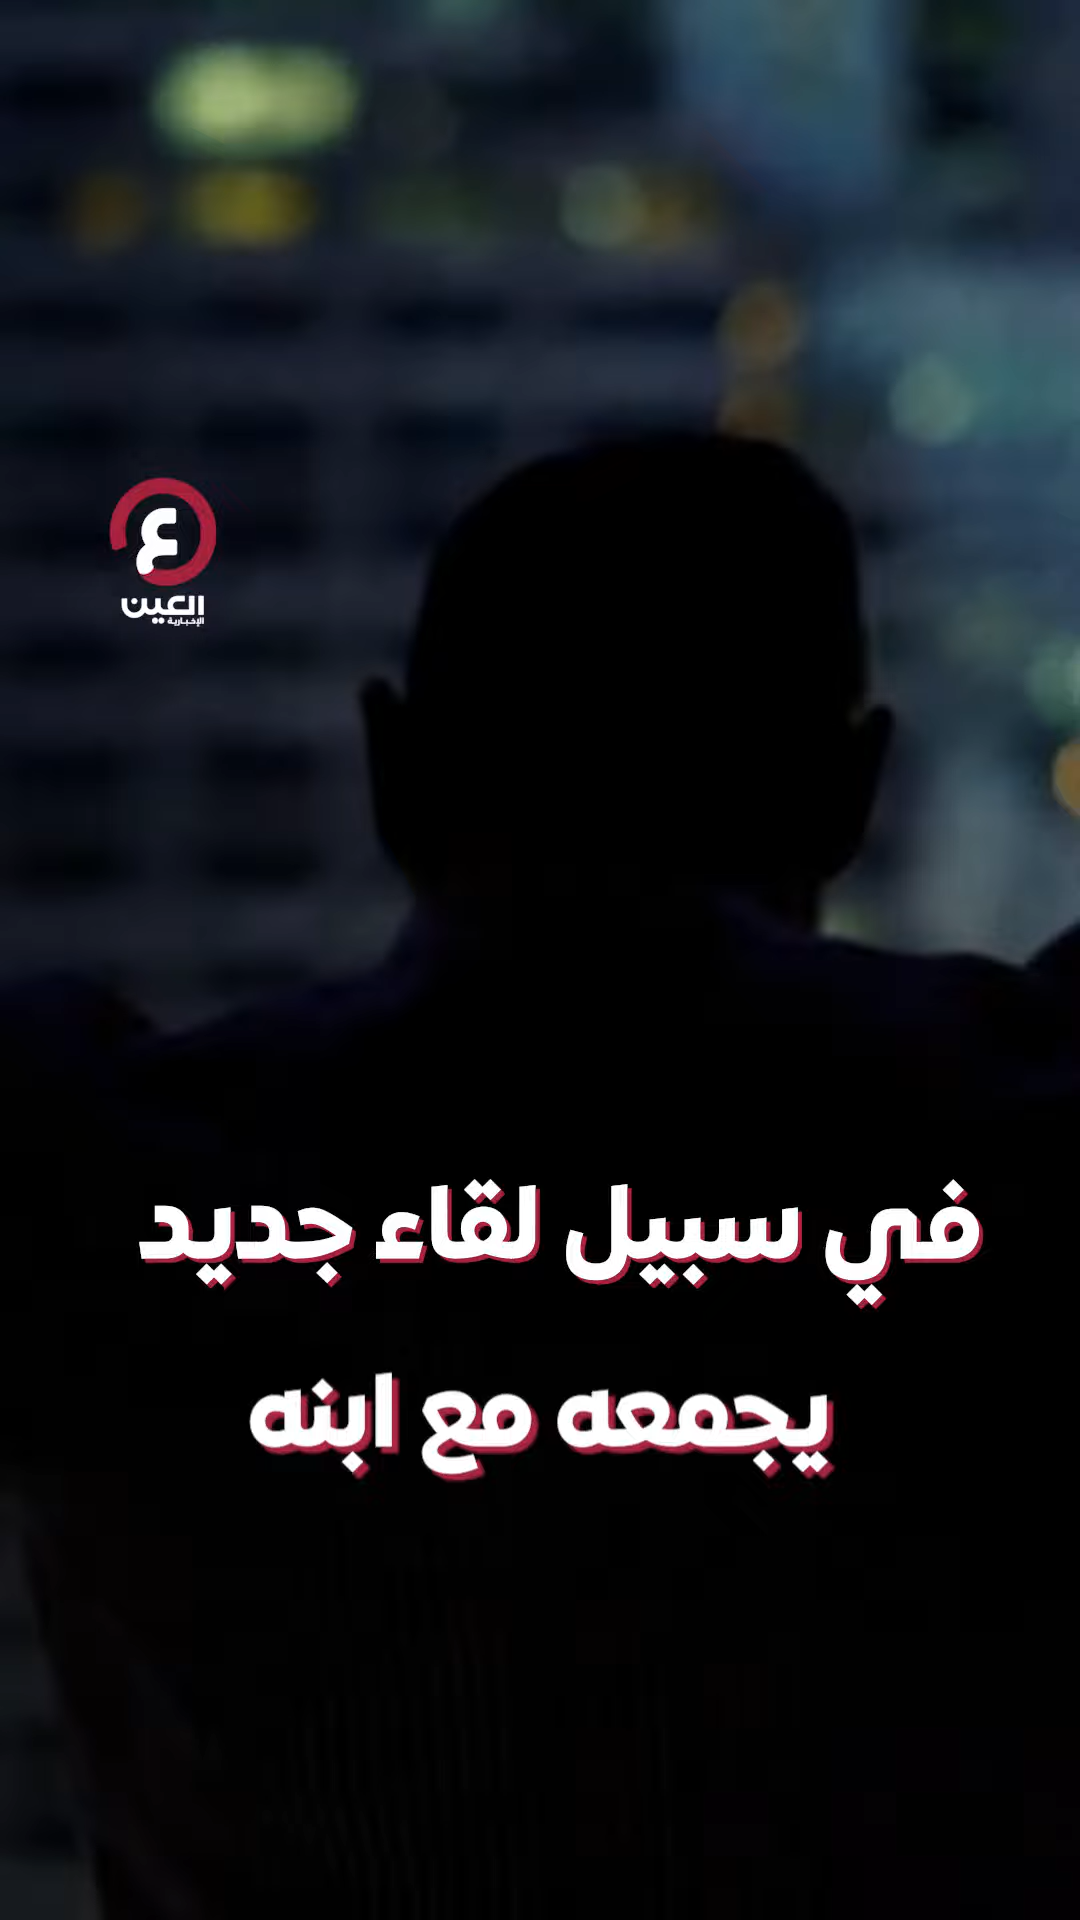 ع
العين
الإخبارية
في سبيل لقاء جديد
يجمعه مع ابنه